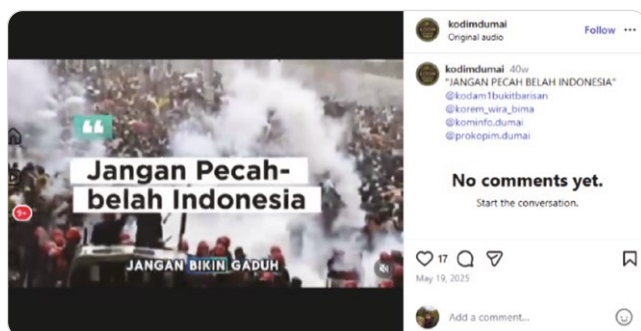 Jangan Pecah-
belah Indonesia
JANGAN BIKIN GADUH
9+
kodimdumai
Original audio
Follow
kodimdumai 40w
"JANGAN PECAH BELAH INDONESIA"
@kodam1bukitbarisan
@korem_wira_bima
@kominfo.dumai
@prokopim.dumai
No comments yet.
Start the conversation.
17
May 19, 2025
Add a comment...